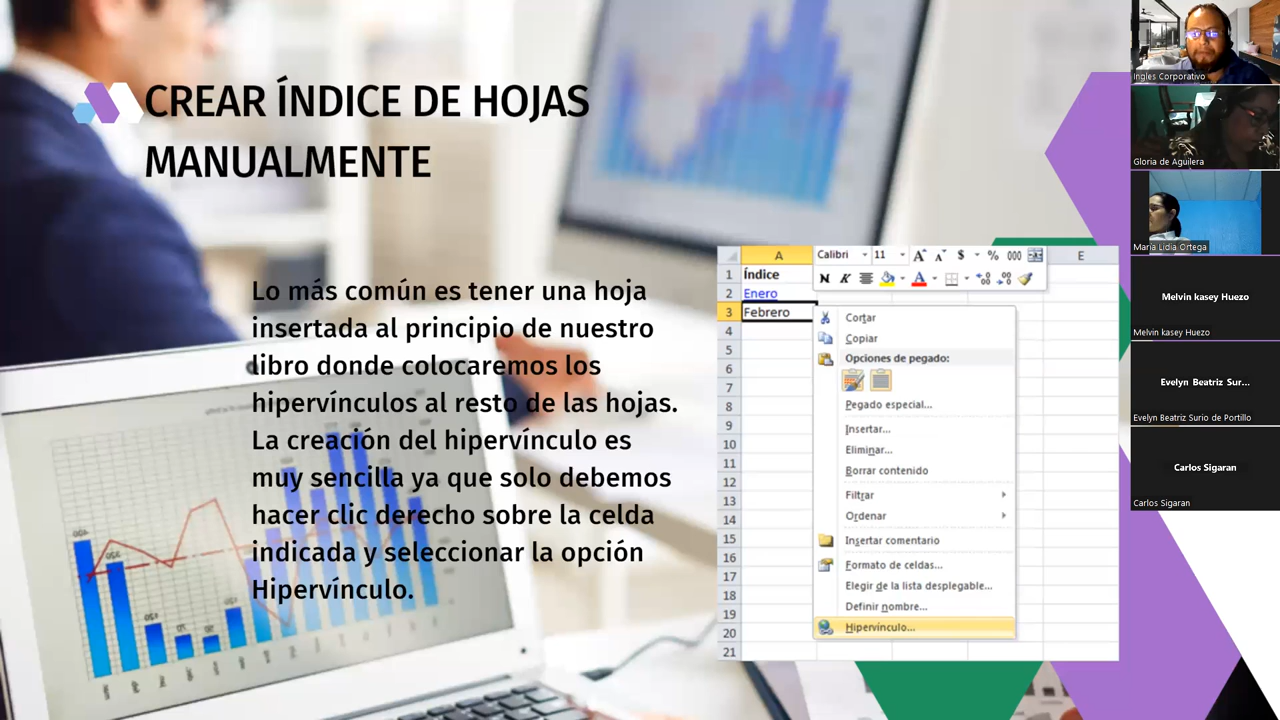 CREAR ÍNDICE DE HOJAS
MANUALMENTE
Lo más común es tener una hoja
insertada al principio de nuestro
libro donde colocaremos los
hipervínculos al resto de las hojas.
La creación del hipervínculo es
muy sencilla ya que solo debemos
hacer clic derecho sobre la celda
indicada y seleccionar la opción
Hipervínculo.
A
E
Calibri
11
$ % 000
N K
1 Índice
2 Enero
3 Febrero
4
5
6
7
8
9
10
11
12
13
14
15
16
17
18
19
20
21
Cortar
Copiar
Opciones de pegado:
Pegado especial...
Insertar...
Eliminar...
Borrar contenido
Filtrar
Ordenar
Insertar comentario
Formato de celdas...
Elegir de la lista desplegable...
Definir nombre...
Hipervínculo...
Ingles Corporativo
Gloria de Aguilera
Maria Lidia Ortega
Melvin kasey Huezo
Melvin kasey Huezo
Evelyn Beatriz Sur...
Evelyn Beatriz Surio de Portillo
Carlos Sigaran
Carlos Sigaran